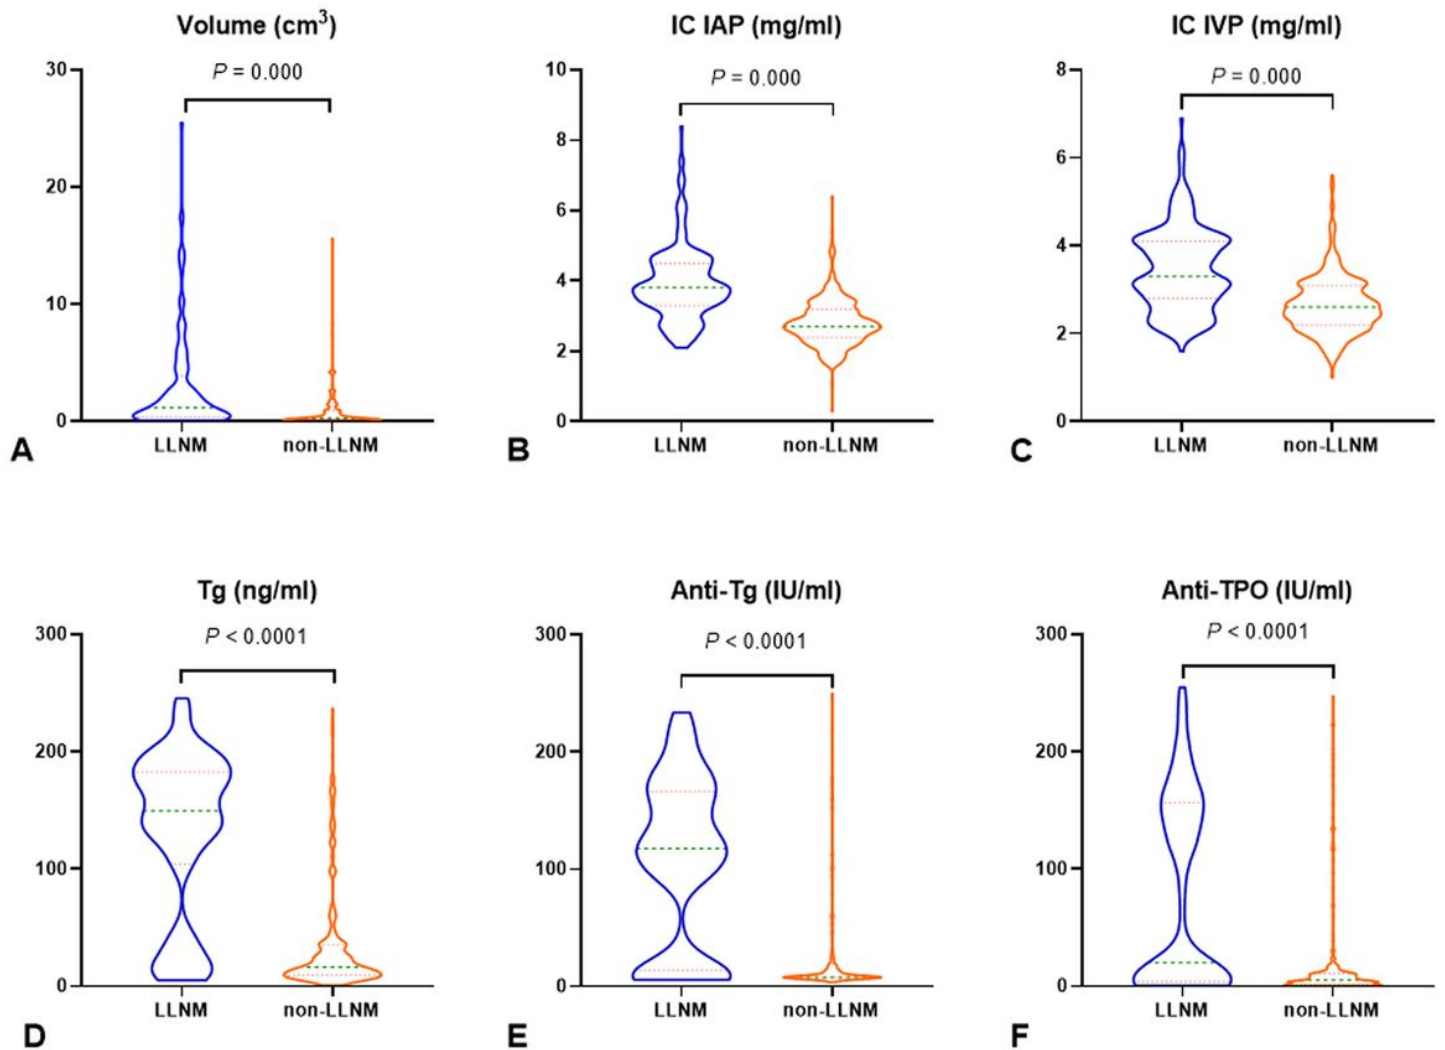 Volume (cm³)
P = 0.000
30
20
10
0
LLNM non-LLNM
A
IC IAP (mg/ml)
P = 0.000
10
8
6
4
2
0
LLNM non-LLNM
B
IC IVP (mg/ml)
P = 0.000
8
6
4
2
0
LLNM non-LLNM
C
Tg (ng/ml)
P < 0.0001
300
200
100
0
LLNM non-LLNM
D
Anti-Tg (IU/ml)
P < 0.0001
300
200
100
0
LLNM non-LLNM
E
Anti-TPO (IU/ml)
P < 0.0001
300
200
100
0
LLNM non-LLNM
F